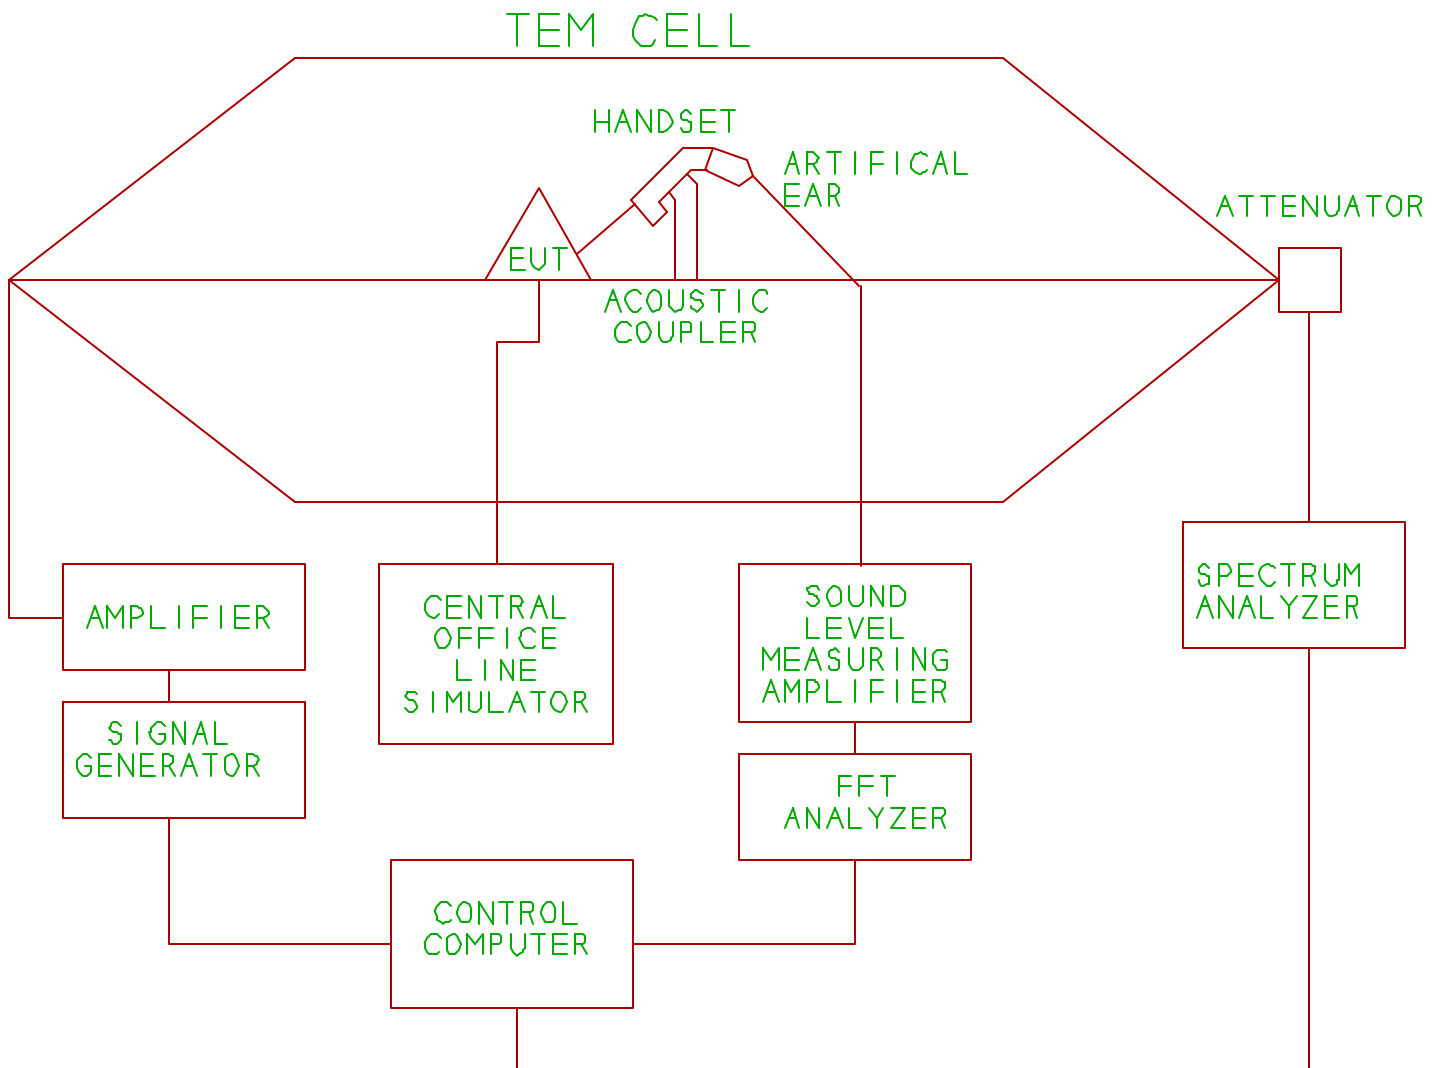 TEM CELL
HANDSET
ARTIFICAL
EAR
ATTENUATOR
EUT
ACOUSTIC
COUPLER
AMPLIFIER
CENTRAL
OFFICE
LINE
SIMULATOR
SOUND
LEVEL
MEASURING
AMPLIFIER
SPECTRUM
ANALYZER
SIGNAL
GENERATOR
FFT
ANALYZER
CONTROL
COMPUTER